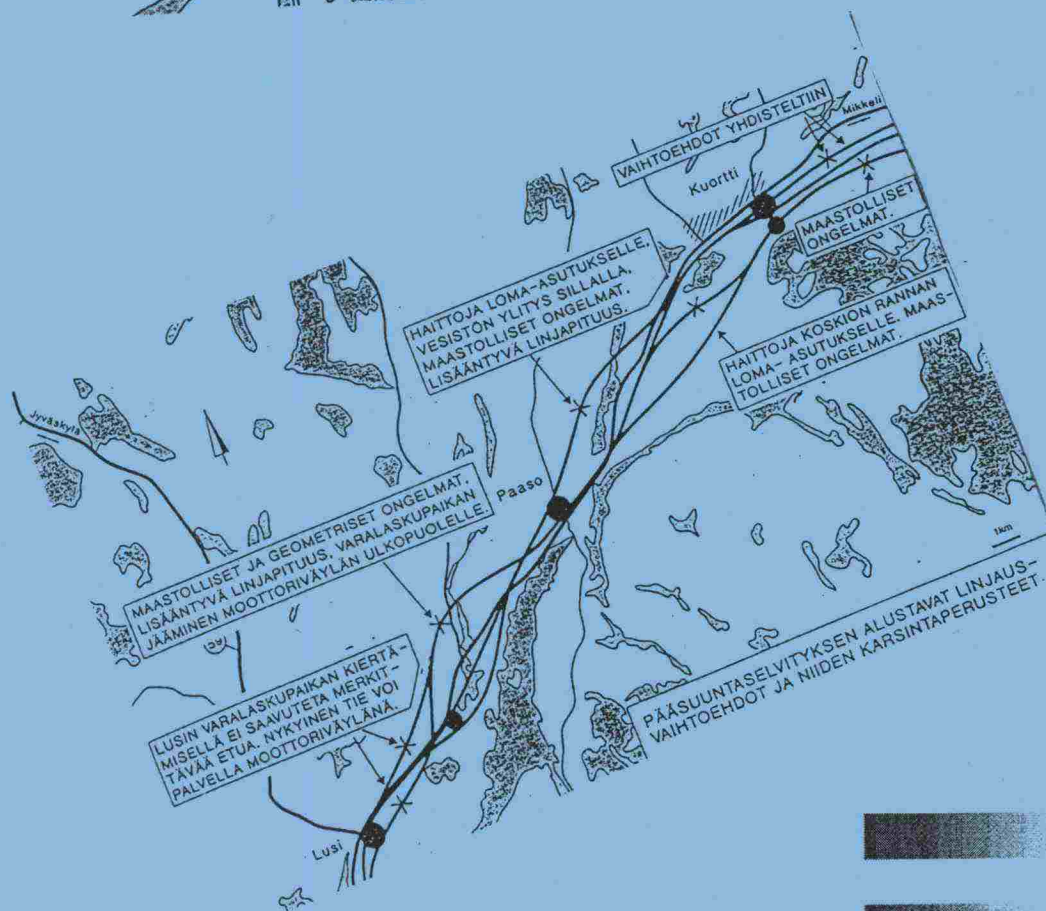 VAIHTOEHDOT YHDISTELTIIN
Mikkeli
Kuortti
MAASTOLLISET
ONGELMAT.
HAITTOJA LOMA-ASUTUKSELLE.
VESISTÖN YLITYS SILLALLA.
MAASTOLLISET ONGELMAT.
LISÄÄNTYVÄ LINJAPITUUS.
HAITTOJA KOSKION RANNAN
LOMA-ASUTUKSELLE. MAAS-
TOLLISET ONGELMAT.
Jyväskylä
Paaso
MAASTOLLISET JA GEOMETRISET ONGELMAT.
LISÄÄNTYVÄ LINJAPITUUS. VARALASKUPAIKAN
JÄÄMINEN MOOTTORIVÄYLÄN ULKOPUOLELLE.
1km
LUSIN VARALASKUPAIKAN KIERTÄ-
MISELLÄ EI SAAVUTETA MERKIT-
TÄVÄÄ ETUA. NYKYINEN TIE VOI
PALVELLA MOOTTORIVÄYLÄNÄ.
PÄÄSUUNTASELVITYKSEN ALUSTAVAT LINJAUS-
VAIHTOEHDOT JA NIIDEN KARSINTAPERUSTEET.
Lusi